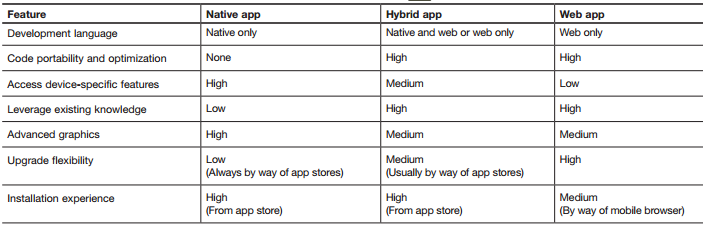 Feature Native app Hybrid app Web app
Development language Native only Native and web or web only Web only
Code portability and optimization None High High
Access device-specific features High Medium Low
Leverage existing knowledge Low High High
Advanced graphics High Medium Medium
Upgrade flexibility Low Medium High
(Always by way of app stores) (Usually by way of app stores)
Installation experience High High Medium
(From app store) (From app store) (By way of mobile browser)